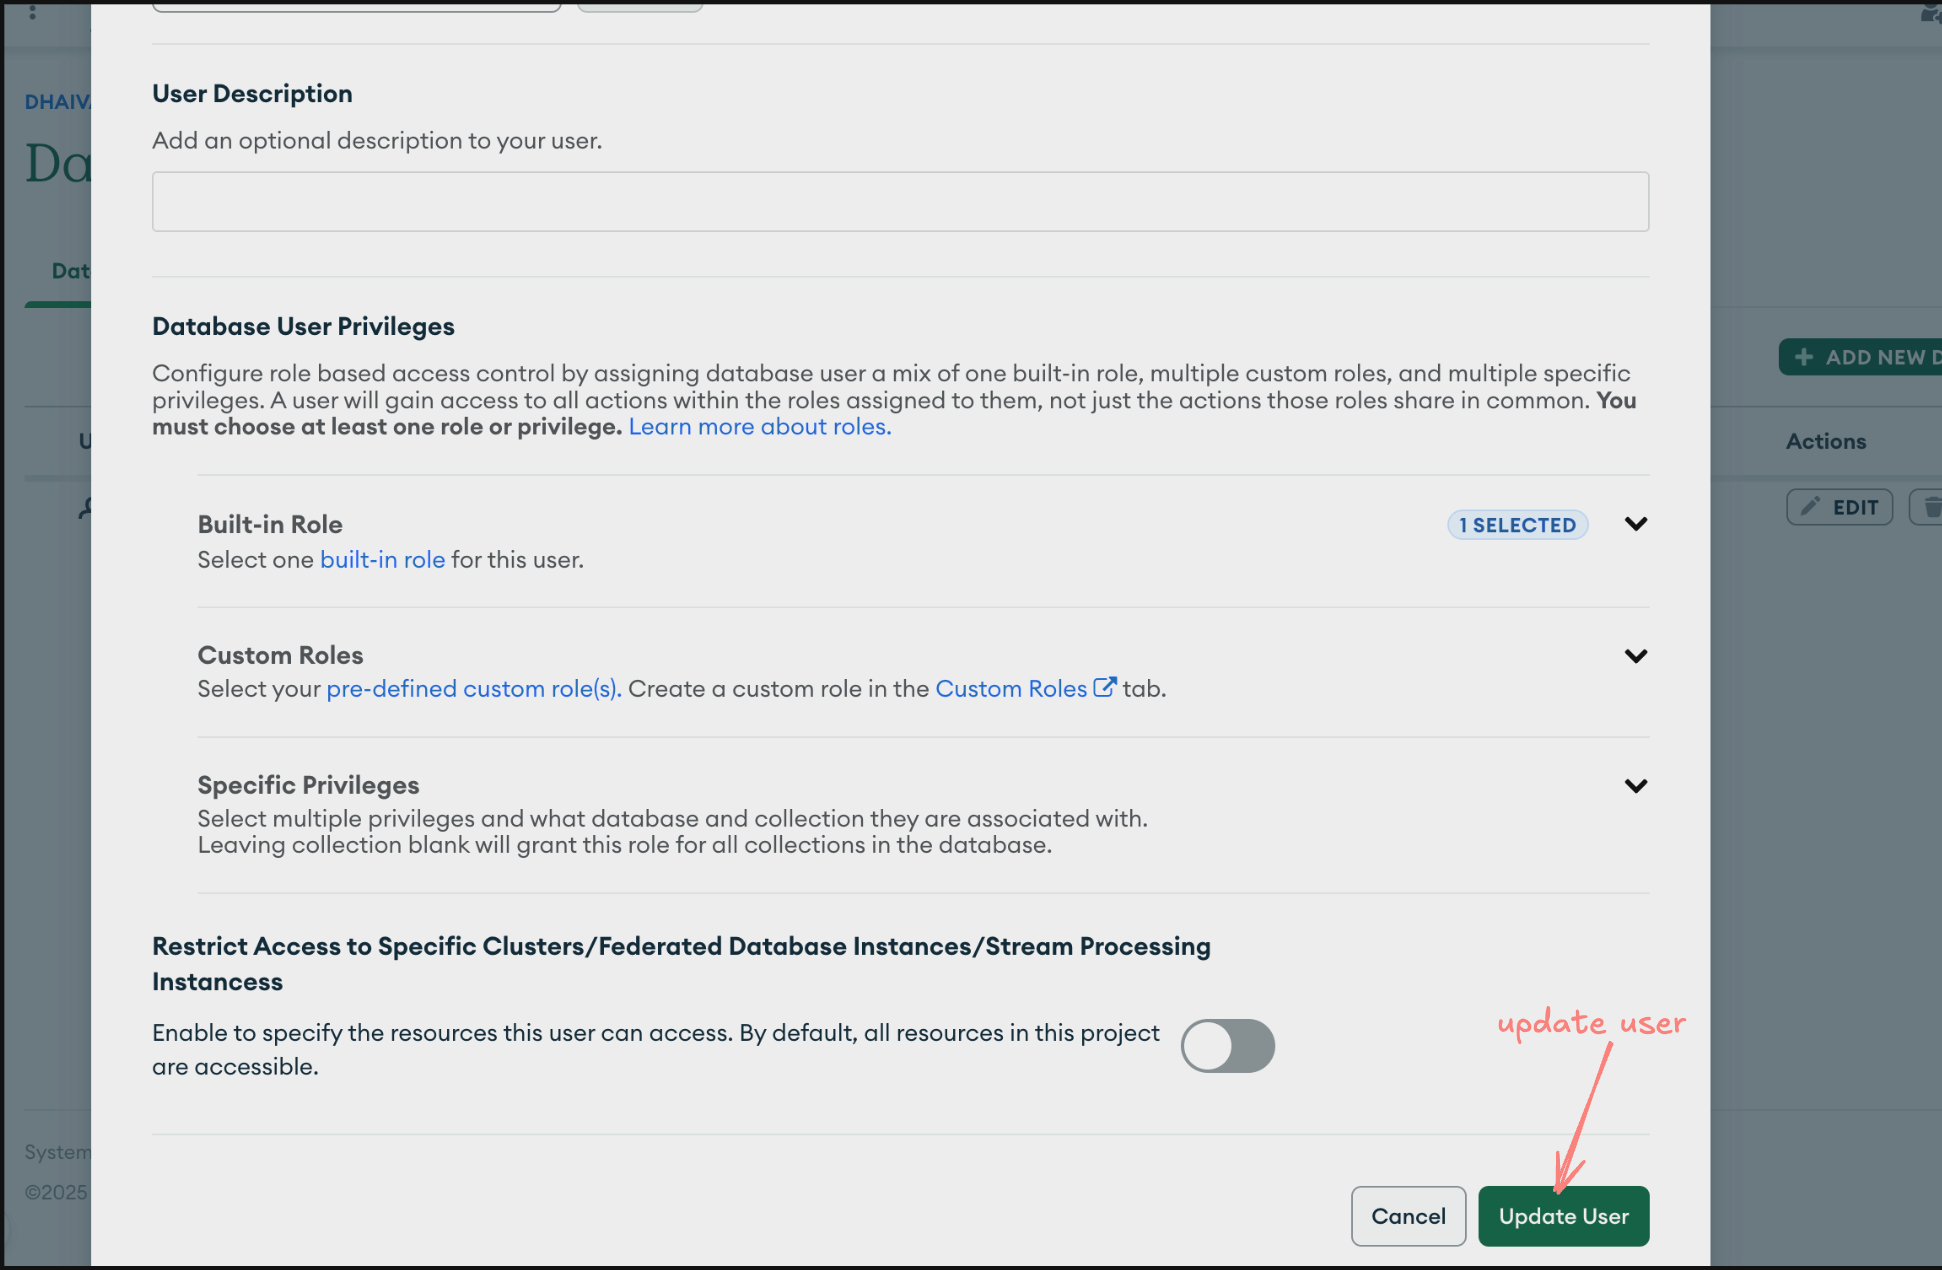 User Description
Add an optional description to your user.
Database User Privileges
Configure role based access control by assigning database user a mix of one built-in role, multiple custom roles, and multiple specific
privileges. A user will gain access to all actions within the roles assigned to them, not just the actions those roles share in common. You
must choose at least one role or privilege. Learn more about roles.
Built-in Role
1 SELECTED
Select one built-in role for this user.
Custom Roles
Select your pre-defined custom role(s). Create a custom role in the Custom Roles tab.
Specific Privileges
Select multiple privileges and what database and collection they are associated with.
Leaving collection blank will grant this role for all collections in the database.
Restrict Access to Specific Clusters/Federated Database Instances/Stream Processing
Instancess
Enable to specify the resources this user can access. By default, all resources in this project
are accessible.
update user
Cancel
Update User
DHAIV
Da
Dat
U
ADD NEW D
Actions
EDIT
System
©2025